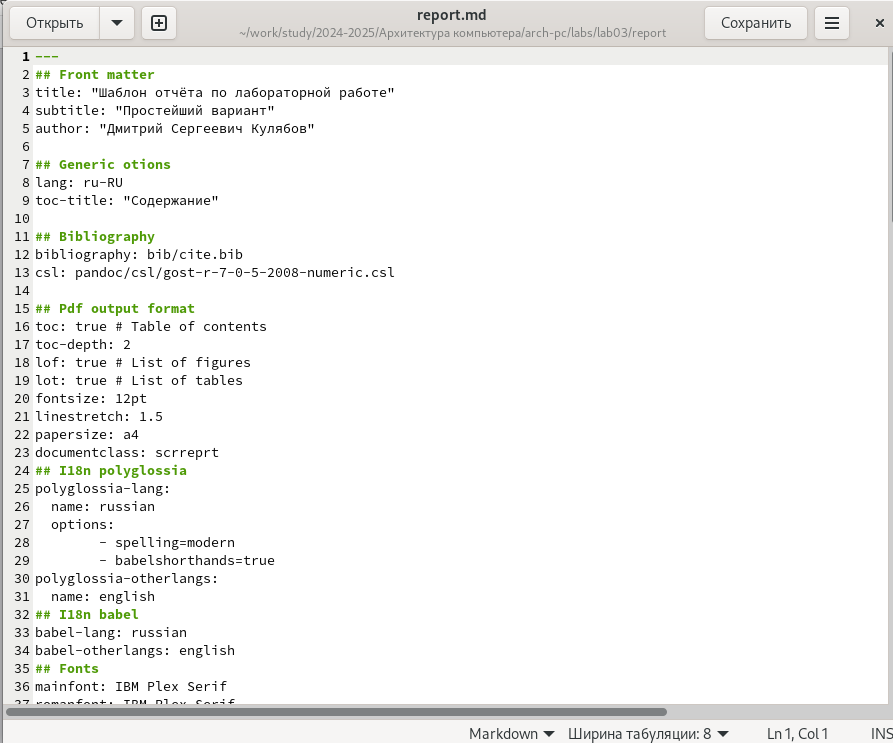 Открыть
report.md
~/work/study/2024-2025/Архитектура компьютера/arch-pc/labs/lab03/report
Сохранить
1 ---
2 ## Front matter
3 title: "Шаблон отчёта по лабораторной работе"
4 subtitle: "Простейший вариант"
5 author: "Дмитрий Сергеевич Кулябов"
6
7 ## Generic otions
8 lang: ru-RU
9 toc-title: "Содержание"
10
11 ## Bibliography
12 bibliography: bib/cite.bib
13 csl: pandoc/csl/gost-r-7-0-5-2008-numeric.csl
14
15 ## Pdf output format
16 toc: true # Table of contents
17 toc-depth: 2
18 lof: true # List of figures
19 lot: true # List of tables
20 fontsize: 12pt
21 linestretch: 1.5
22 papersize: a4
23 documentclass: scrreprt
24 ## I18n polyglossia
25 polyglossia-lang:
26   name: russian
27   options:
28         - spelling=modern
29         - babelshorthands=true
30 polyglossia-otherlangs:
31   name: english
32 ## I18n babel
33 babel-lang: russian
34 babel-otherlangs: english
35 ## Fonts
36 mainfont: IBM Plex Serif
37 romanfont: IBM Plex Serif
Markdown Ширина табуляции: 8 Ln 1, Col 1 INS